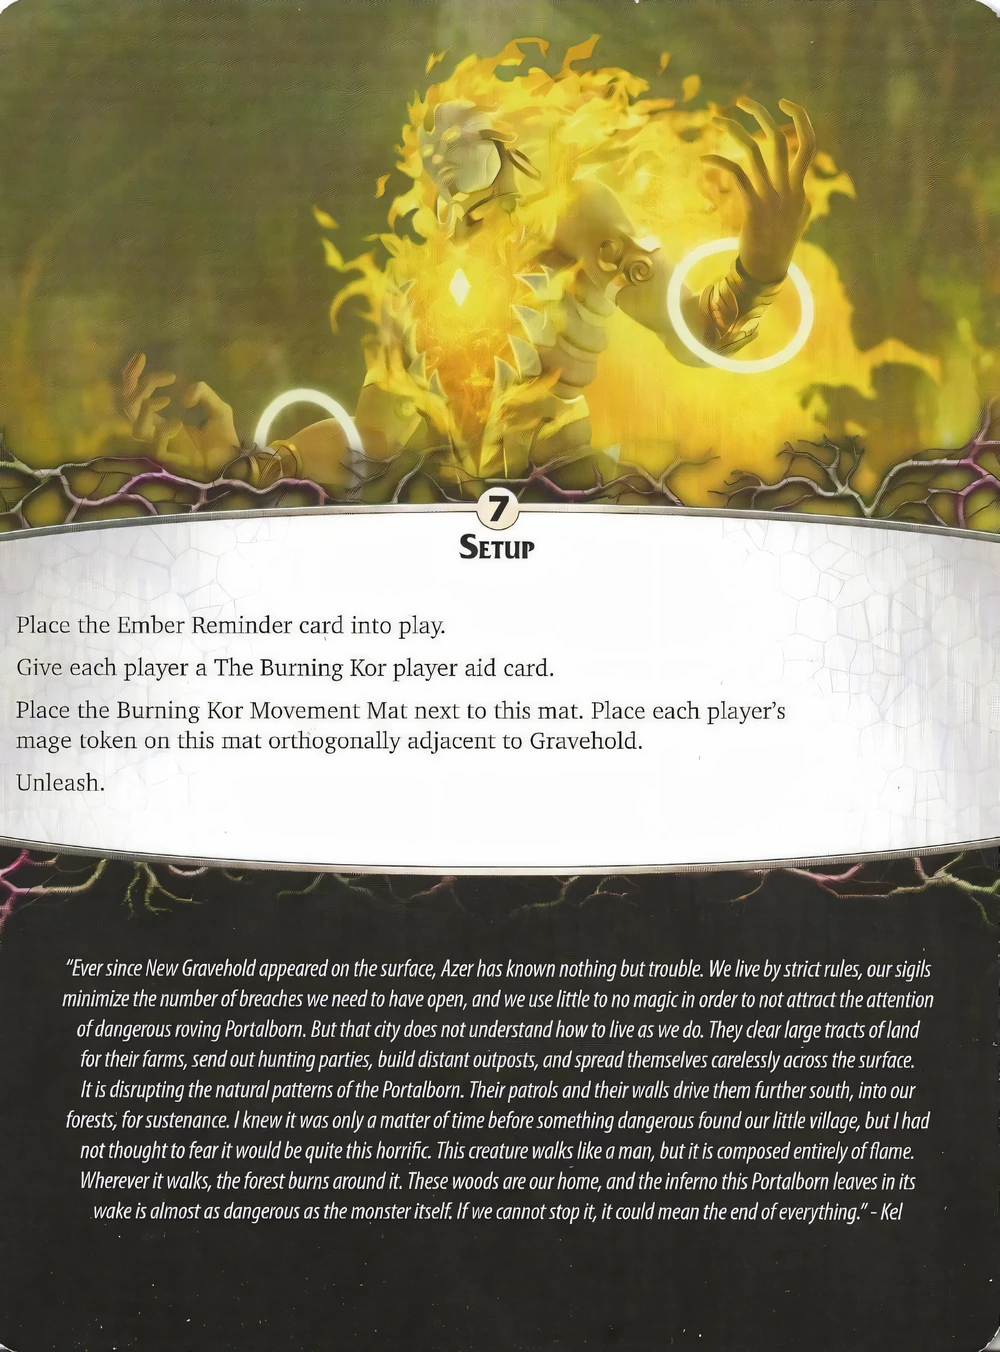 7
SETUP
Place the Ember Reminder card into play.
Give each player a The Burning Kor player aid card.
Place the Burning Kor Movement Mat next to this mat. Place each player's
mage token on this mat orthogonally adjacent to Gravehold.
Unleash.
"Ever since New Gravehold appeared on the surface, Azer has known nothing but trouble. We live by strict rules, our sigils
minimize the number of breaches we need to have open, and we use little to no magic in order to not attract the attention
of dangerous roving Portalborn. But that city does not understand how to live as we do. They clear large tracts of land
for their farms, send out hunting parties, build distant outposts, and spread themselves carelessly across the surface.
It is disrupting the natural patterns of the Portalborn. Their patrols and their walls drive them further south, into our
forests, for sustenance. I knew it was only a matter of time before something dangerous found our little village, but I had
not thought to fear it would be quite this horrific. This creature walks like a man, but it is composed entirely of flame.
Wherever it walks, the forest burns around it. These woods are our home, and the inferno this Portalborn leaves in its
wake is almost as dangerous as the monster itself. If we cannot stop it, it could mean the end of everything." - Kel